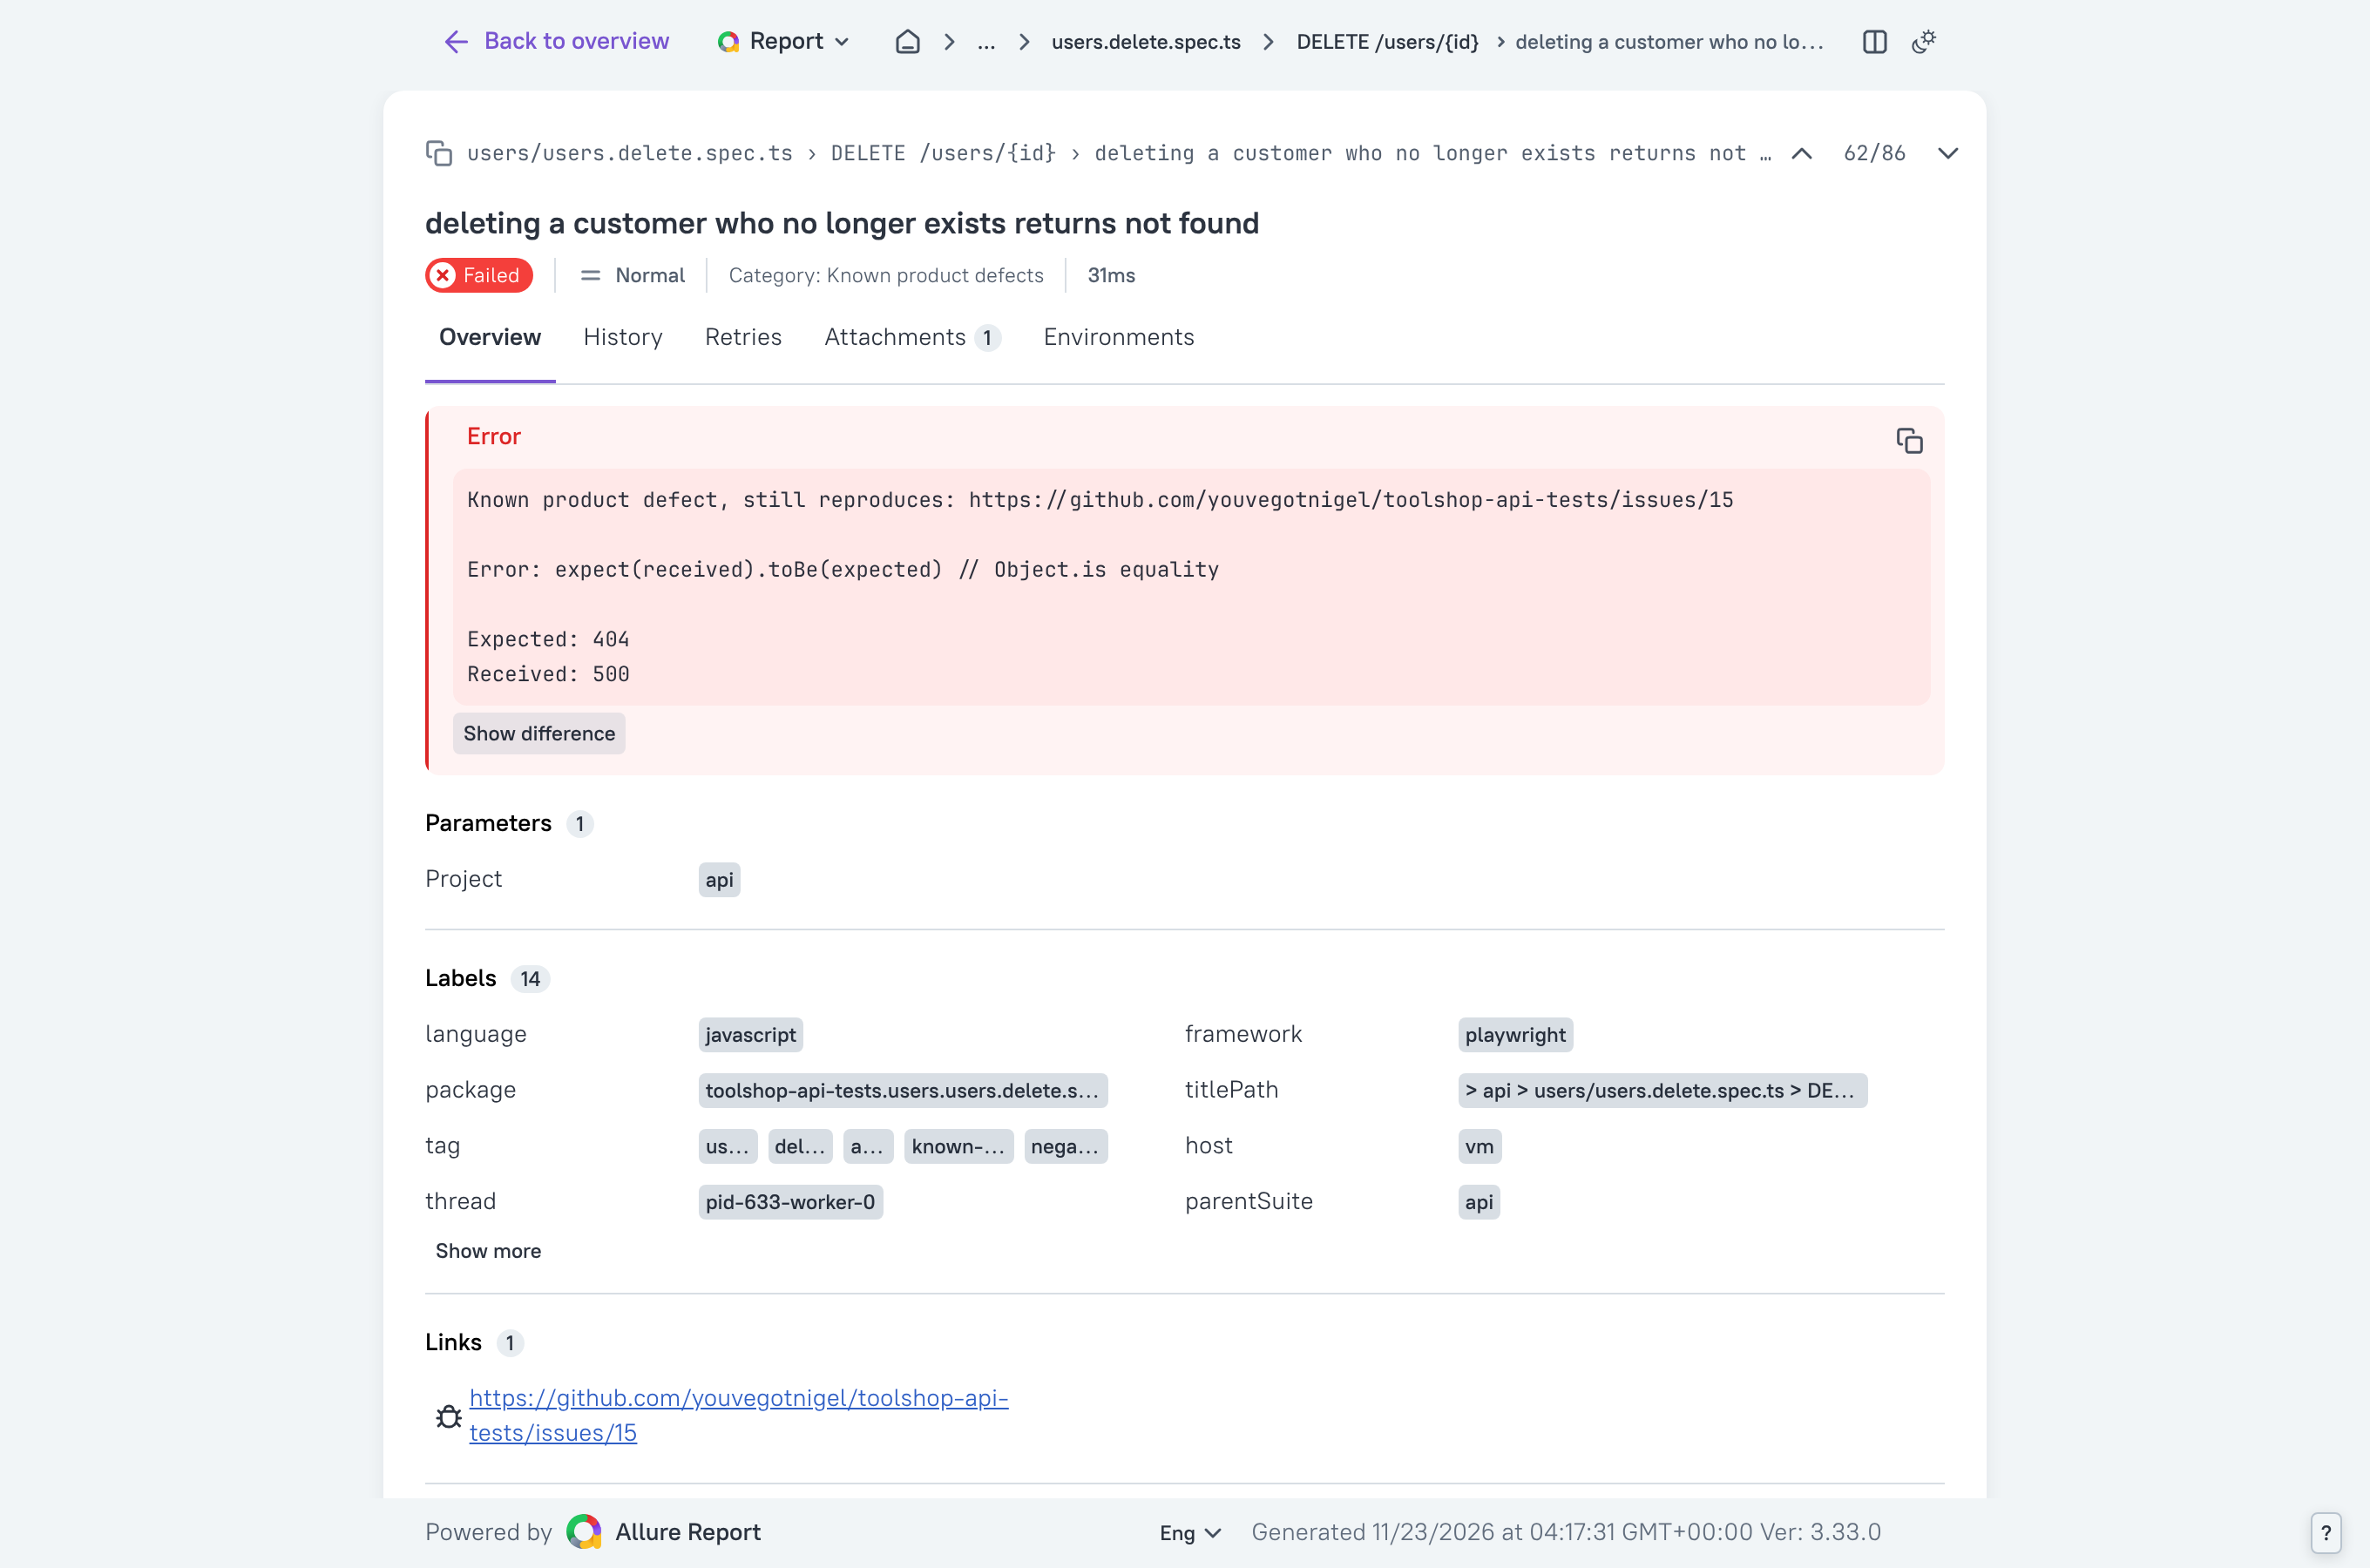 Back to overview Report ... users.delete.spec.ts DELETE /users/{id} deleting a customer who no lo...
users/users.delete.spec.ts › DELETE /users/{id} › deleting a customer who no longer exists returns not … 62/86
deleting a customer who no longer exists returns not found
Failed Normal Category: Known product defects 31ms
Overview History Retries Attachments 1 Environments
Error
Known product defect, still reproduces: https://github.com/youvegotnigel/toolshop-api-tests/issues/15
Error: expect(received).toBe(expected) // Object.is equality
Expected: 404
Received: 500
Show difference
Parameters 1
Project api
Labels 14
language javascript framework playwright
package toolshop-api-tests.users.users.delete.s... titlePath > api > users/users.delete.spec.ts > DE...
tag us... del... a... known-... nega... host vm
thread pid-633-worker-0 parentSuite api
Show more
Links 1
https://github.com/youvegotnigel/toolshop-api-
tests/issues/15
Powered by Allure Report Eng Generated 11/23/2026 at 04:17:31 GMT+00:00 Ver: 3.33.0 ?